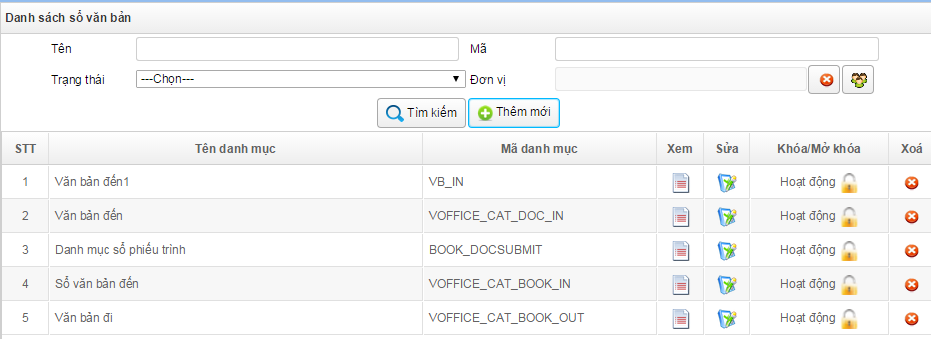 Danh sách sổ văn bản
Tên Mã
Trạng thái ---Chọn--- Đơn vị
Tìm kiếm Thêm mới
STT Tên danh mục Mã danh mục Xem Sửa Khóa/Mở khóa Xoá
1 Văn bản đến1 VB_IN Hoạt động
2 Văn bản đến VOFFICE_CAT_DOC_IN Hoạt động
3 Danh mục sổ phiếu trình BOOK_DOCSUBMIT Hoạt động
4 Sổ văn bản đến VOFFICE_CAT_BOOK_IN Hoạt động
5 Văn bản đi VOFFICE_CAT_BOOK_OUT Hoạt động